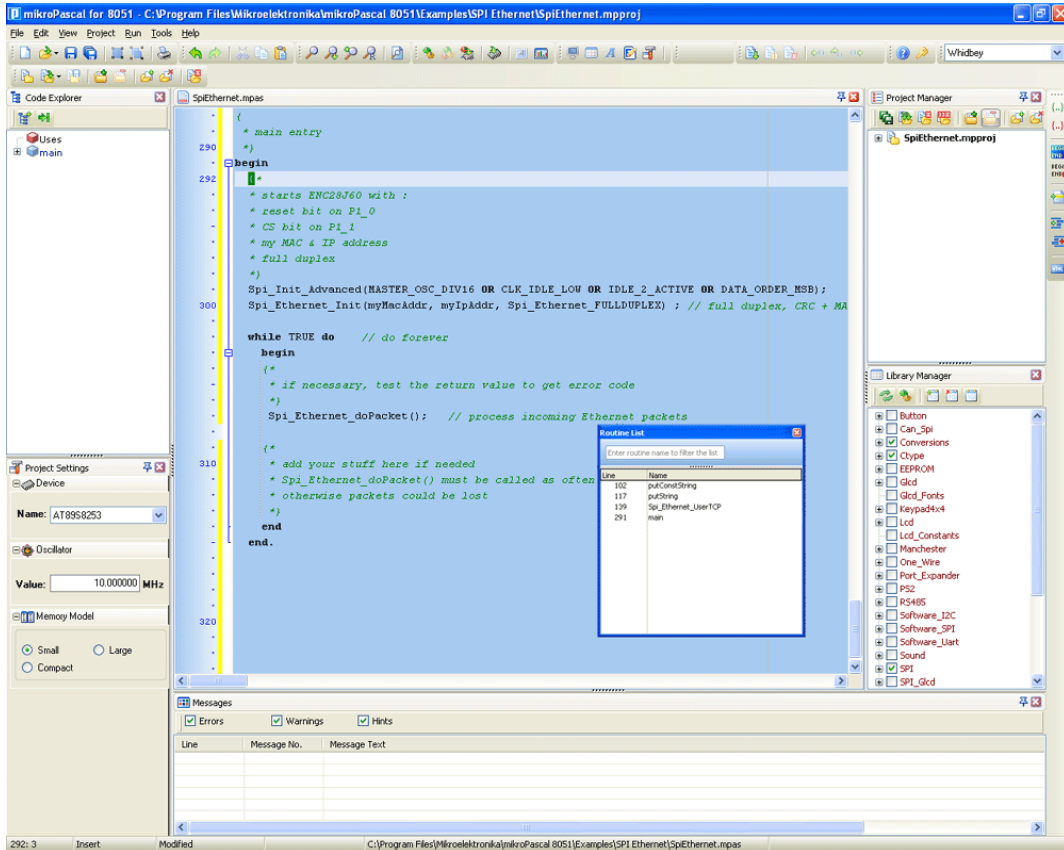 mikroPascal for 8051 - C:\Program Files\Mikroelektronika\mikroPascal 8051\Examples\SPI Ethernet\SpiEthernet.mpproj
File Edit View Project Run Tools Help
Whidbey
Code Explorer
Uses
main
SpiEthernet.mpas
{
* main entry
290 *)
begin
292 {*
* starts ENC28J60 with :
* reset bit on P1_0
* CS bit on P1_1
* my MAC & IP address
* full duplex
*)
Spi_Init_Advanced(MASTER_OSC_DIV16 OR CLK_IDLE_LOW OR IDLE_2_ACTIVE OR DATA_ORDER_MSB);
300 Spi_Ethernet_Init(myMacAddr, myIpAddr, Spi_Ethernet_FULLDUPLEX) ; // full duplex, CRC + MA
while TRUE do // do forever
begin
{*
* if necessary, test the return value to get error code
*)
Spi_Ethernet_doPacket(); // process incoming Ethernet packets
{*
310 * add your stuff here if needed
* Spi_Ethernet_doPacket() must be called as often
* otherwise packets could be lost
*}
end
end.
320
Routine List
Enter routine name to filter the list
Line Name
102 putConstString
117 putString
139 Spi_Ethernet_UserTCP
291 main
Project Settings
Device
Name: AT89S8253
Oscillator
Value: 10.000000 MHz
Memory Model
Small Large
Compact
Project Manager
SpiEthernet.mpproj
Library Manager
Button
Can_Spi
Conversions
Ctype
EEPROM
Glcd
Glcd_Fonts
Keypad4x4
Lcd
Lcd_Constants
Manchester
One_Wire
Port_Expander
PS2
RS485
Software_I2C
Software_SPI
Software_Uart
Sound
SPI
SPI_Glcd
Messages
Errors Warnings Hints
Line Message No. Message Text
292: 3 Insert Modified C:\Program Files\Mikroelektronika\mikroPascal 8051\Examples\SPI Ethernet\SpiEthernet.mpas